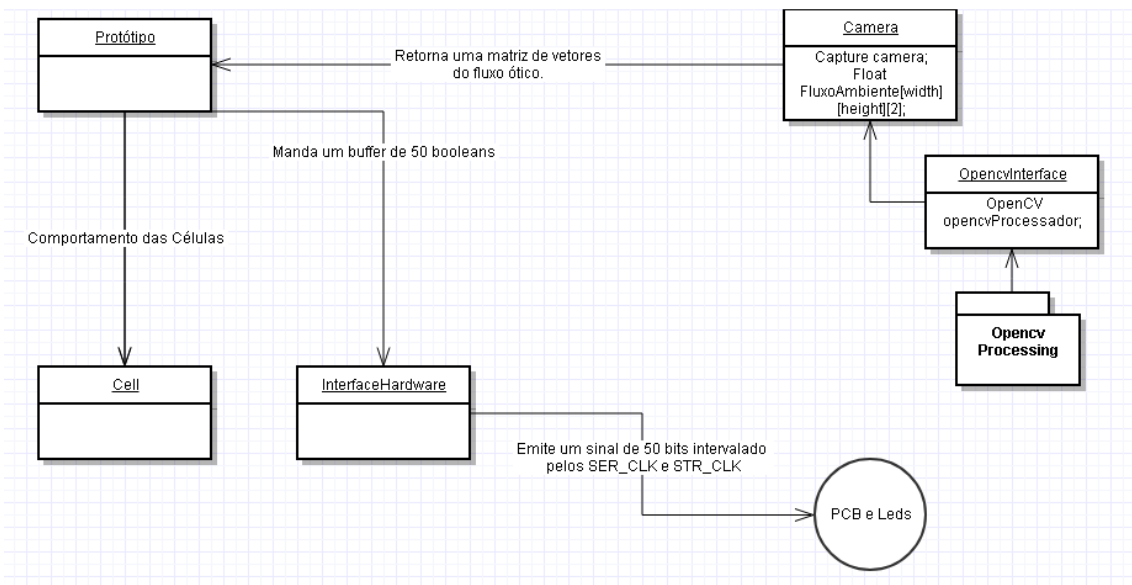 Protótipo
Camera
Capture camera;
Float
FluxoAmbiente[width]
[height][2];
Retorna uma matriz de vetores
do fluxo ótico.
Manda um buffer de 50 booleans
OpencvInterface
OpenCV
opencvProcessador;
Comportamento das Células
Opencv
Processing
Cell
InterfaceHardware
Emite um sinal de 50 bits intervalado
pelos SER_CLK e STR_CLK
PCB e Leds